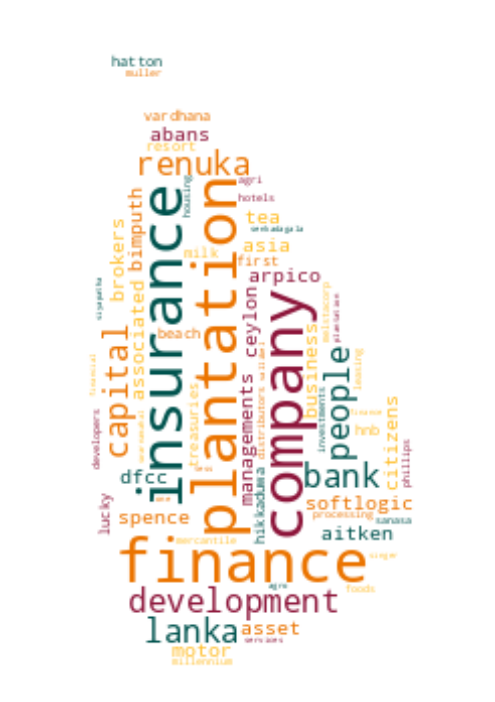 hatton
muller
vardhana
abans
resort
renuka
agri
housing
hotels
insurance
plantation
tea
asia
milk
first
brokers
bimputh
associated
arpico
ceylon
company
beach
capital
business
people
managements
treasuries
distributors
investments
leasing
citizens
hnb
developers
phillips
dfcc
bank
lucky
hikkaduwa
softlogic
spence
processing
sanasa
aitken
mercantile
finance
singer
agro
foods
development
lanka
asset
services
motor
millennium